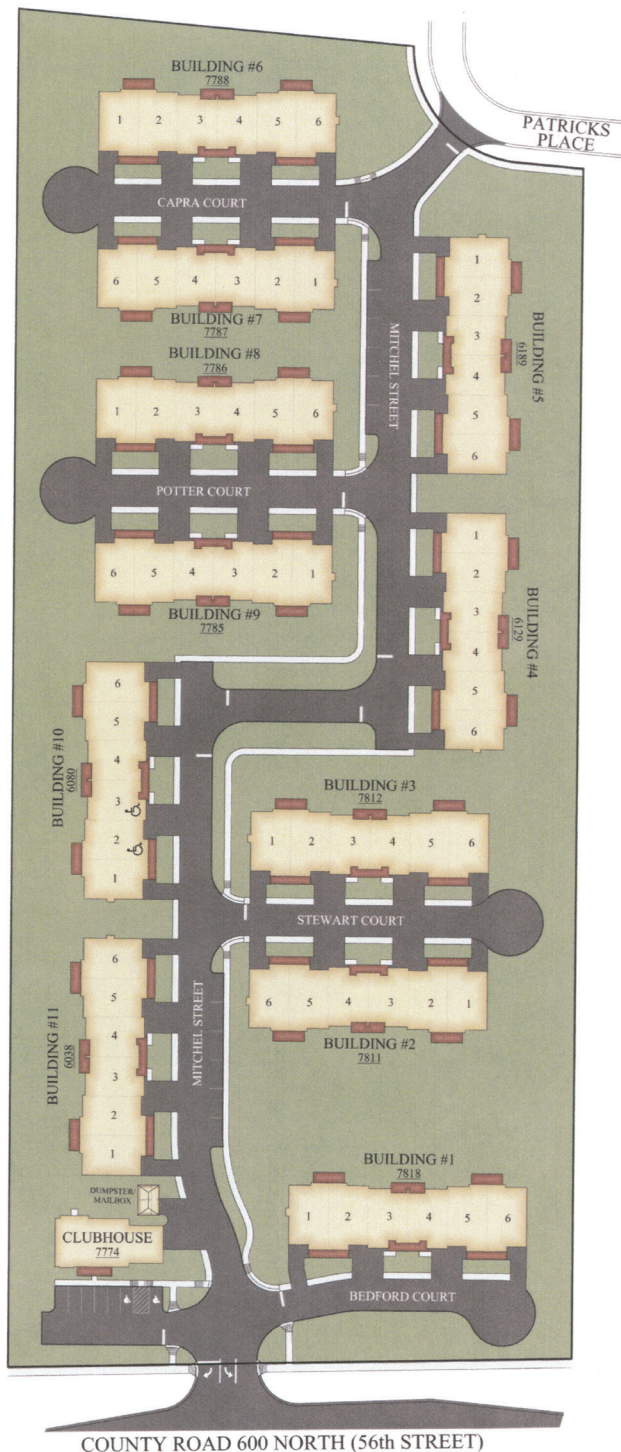 BUILDING #6
7788
1 2 3 4 5 6
PATRICKS
PLACE
CAPRA COURT
6 5 4 3 2 1
BUILDING #7
7787
MITCHEL STREET
1
2
3
4
5
6
BUILDING #5
6189
BUILDING #8
7786
1 2 3 4 5 6
POTTER COURT
6 5 4 3 2 1
BUILDING #9
7785
1
2
3
4
5
6
BUILDING #4
6129
BUILDING #10
6080
6
5
4
3
2
1
BUILDING #3
7812
1 2 3 4 5 6
STEWART COURT
6 5 4 3 2 1
BUILDING #2
7811
MITCHEL STREET
BUILDING #11
6038
6
5
4
3
2
1
BUILDING #1
7818
1 2 3 4 5 6
BEDFORD COURT
DUMPSTER/
MAILBOX
CLUBHOUSE
7774
COUNTY ROAD 600 NORTH (56th STREET)